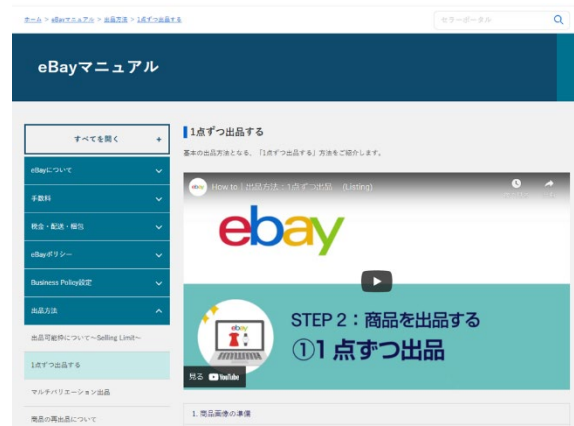 ホーム > eBayマニュアル > 出品方法 > 1点ずつ出品する
セラーポータル
eBayマニュアル
すべてを開く +
eBayについて
手数料
税金・配送・梱包
eBayポリシー
Business Policy設定
出品方法
出品可能枠について～Selling Limit～
1点ずつ出品する
マルチバリエーション出品
商品の再出品について
1点ずつ出品する
基本の出品方法となる、「1点ずつ出品する」方法をご紹介します。
ebay
How to | 出品方法：1点ずつ出品 (Listing)
ebay
ebay
STEP 2：商品を出品する
①1 点ずつ出品
見る YouTube
1. 商品画像の準備